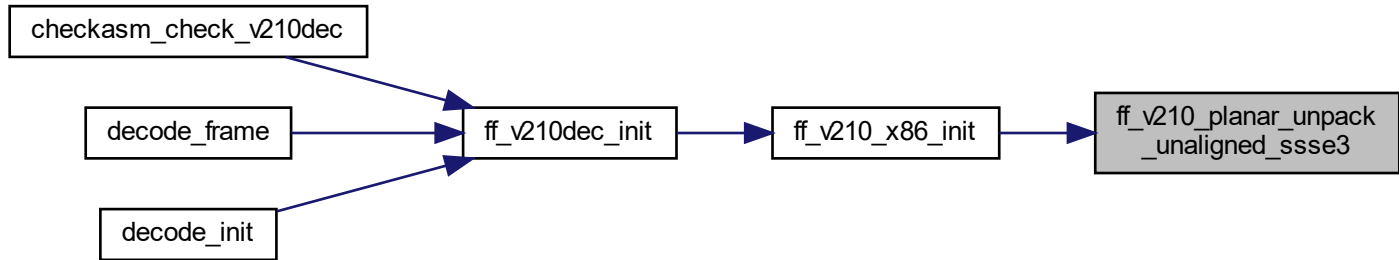 checkasm_check_v210dec
decode_frame
decode_init
ff_v210dec_init
ff_v210_x86_init
ff_v210_planar_unpack
_unaligned_ssse3